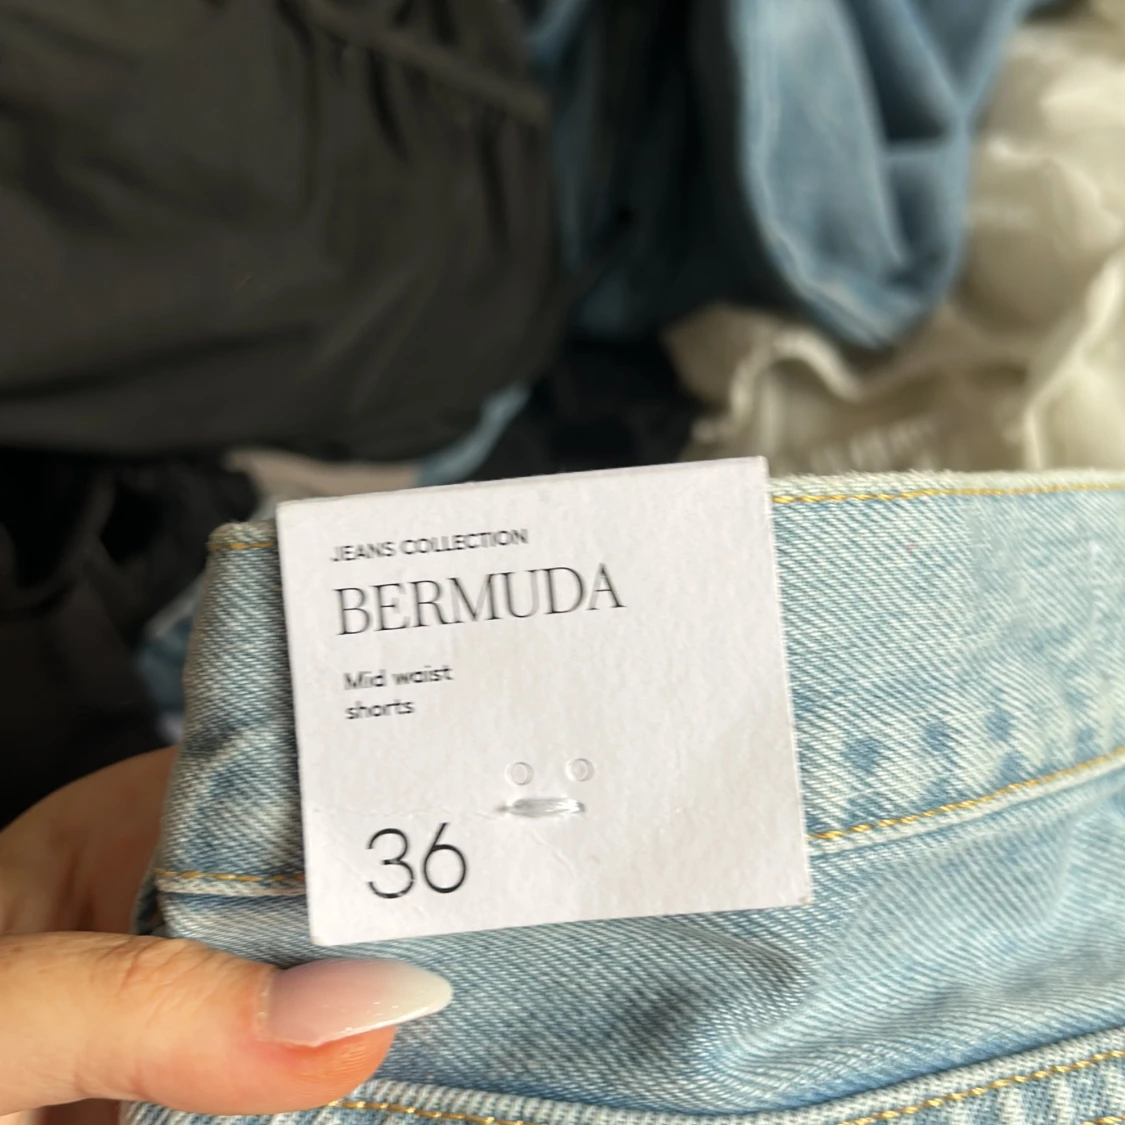 JEANS COLLECTION
BERMUDA
Mid waist
shorts
36